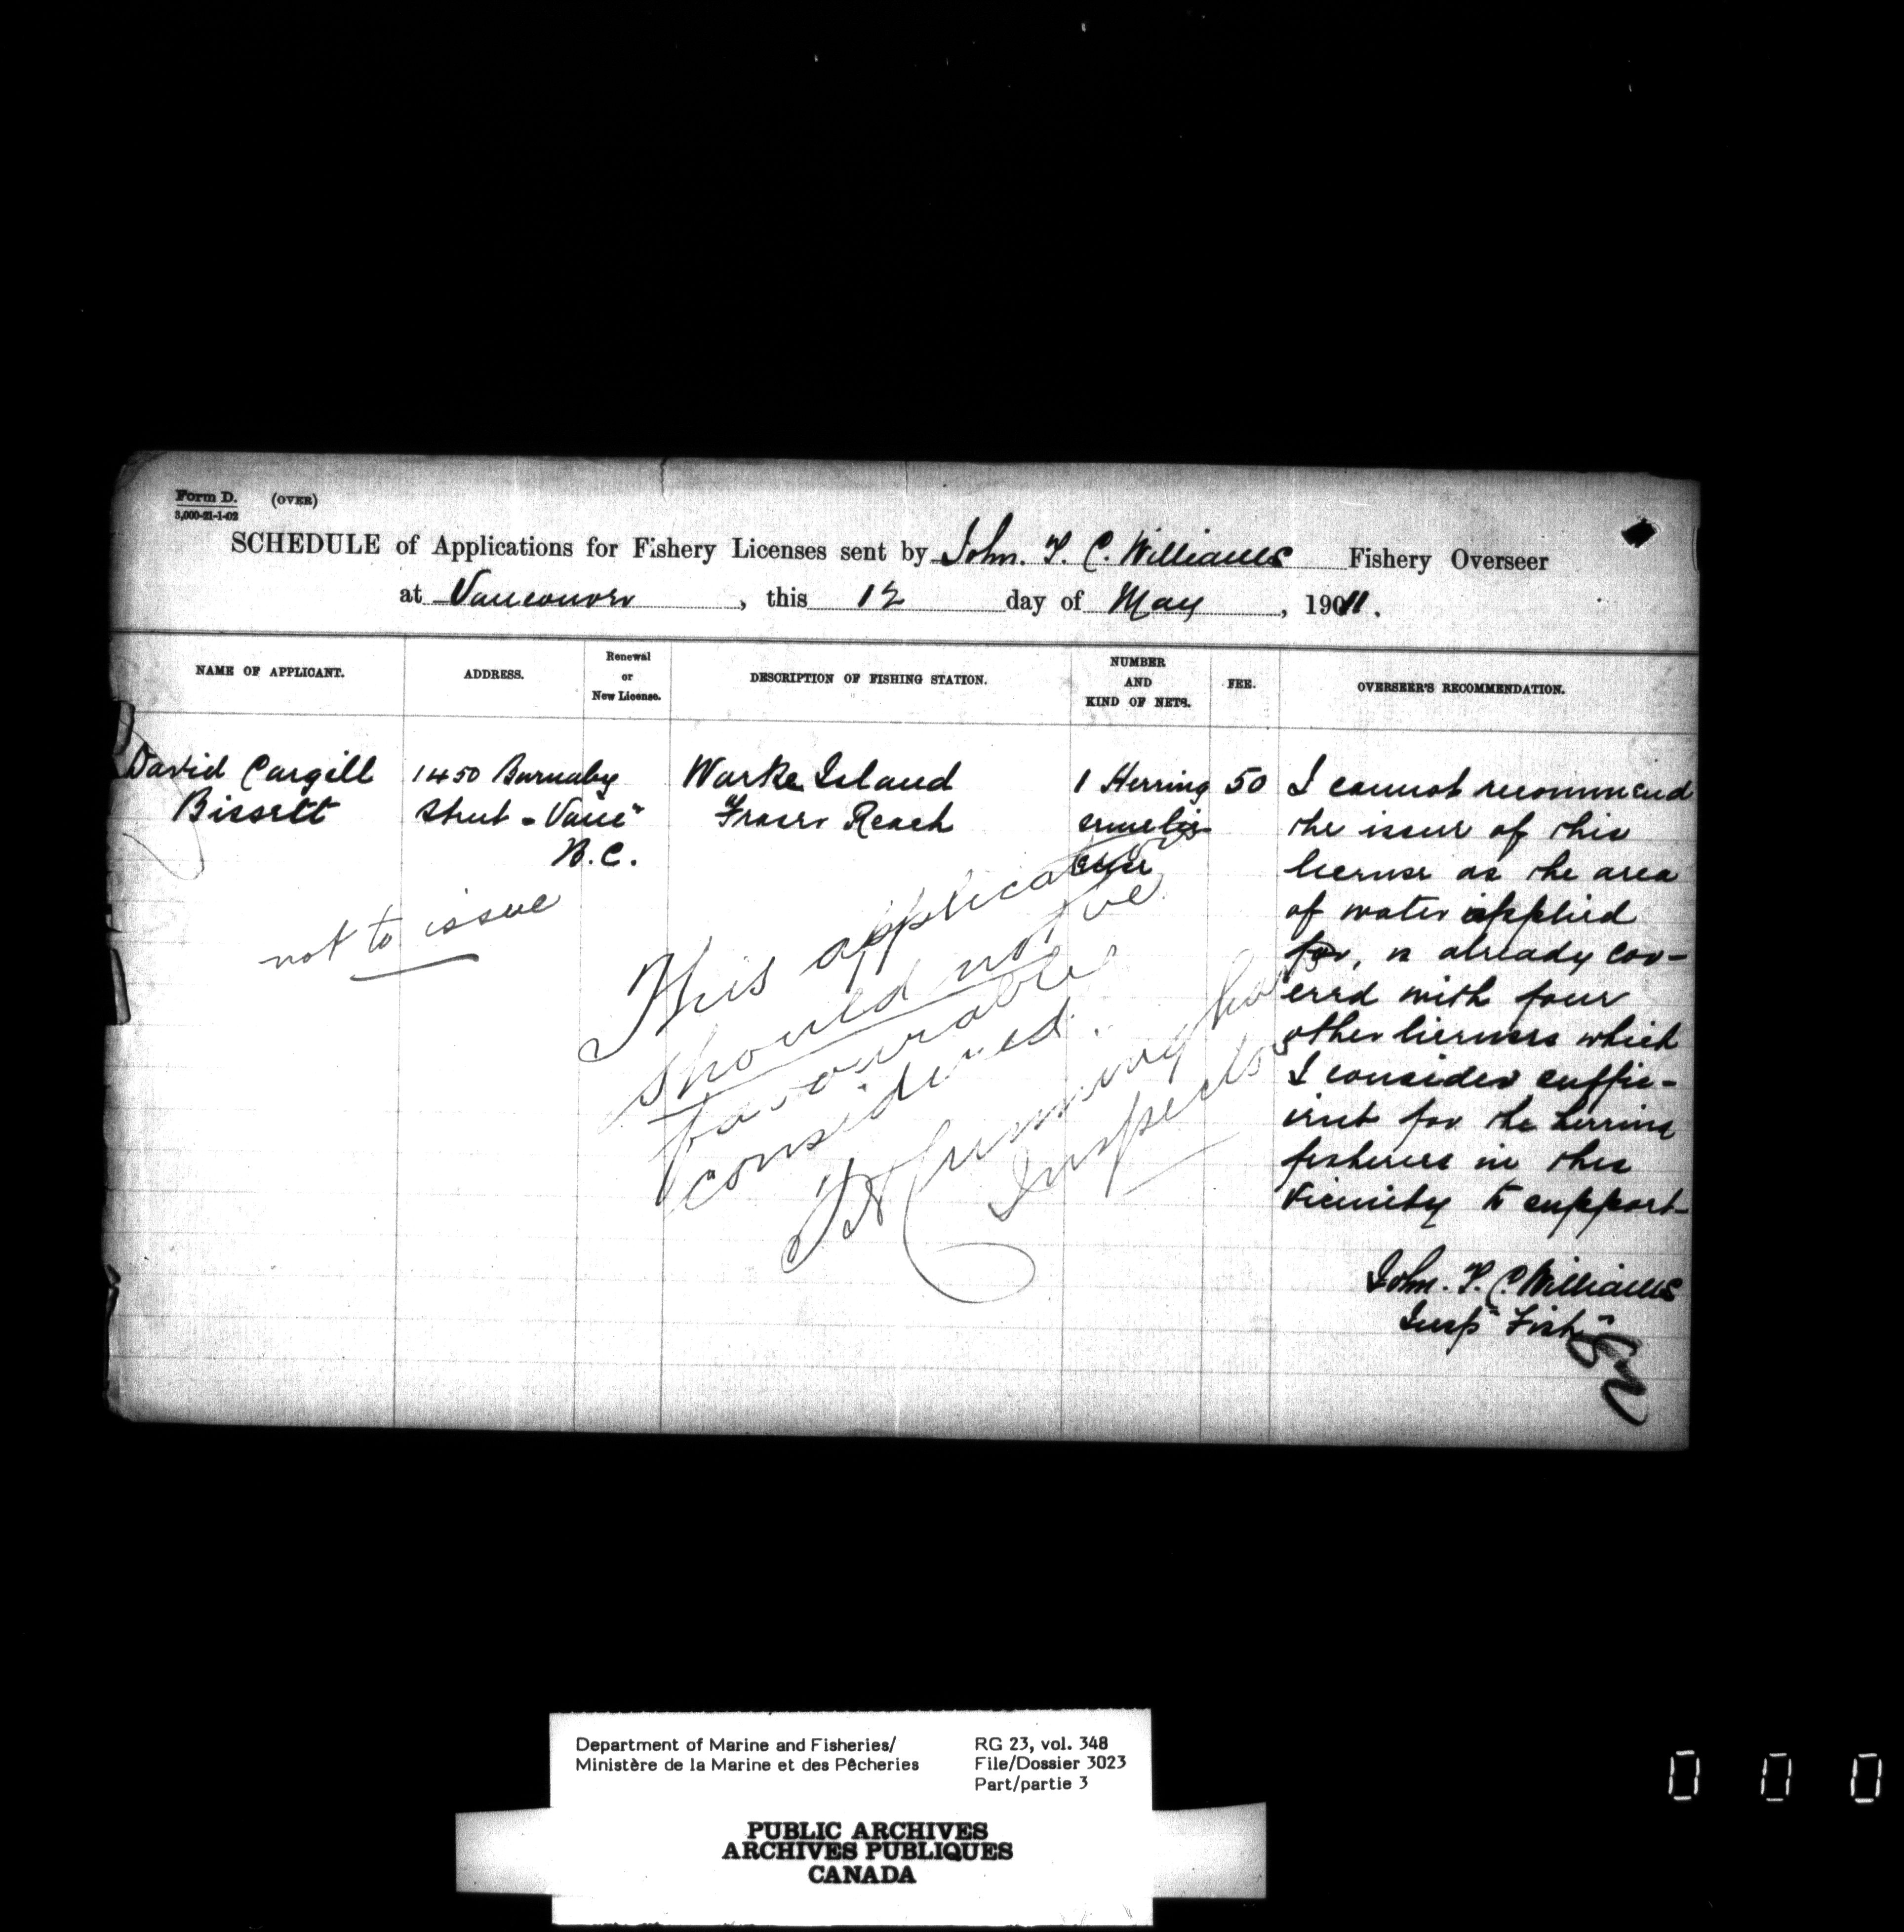 Form D. (OVER)
3,000-21-1-02
SCHEDULE of Applications for Fishery Licenses sent by John. T. C. Williams Fishery Overseer
at Vancouver, this 12 day of May, 1911.
NAME OF APPLICANT.
ADDRESS.
Renewal
or
New License.
DESCRIPTION OF FISHING STATION.
NUMBER
AND
KIND OF NETS.
FEE.
OVERSEER'S RECOMMENDATION.
David Cargill
Bissett
1450 Burnaby
Street - Vanc"
B.C.
Warke Island
Fraser Reach
1 Herring
seine
50
I cannot recommend
the issue of this
license as the area
of water applied
for, is already cov-
ered with four
other licenses which
I consider suffic-
ient for the herring
fisheries in this
vicinity to support
John. T. C. Williams
Insp" Fish"
not to issue
This application
should not be
favourable
considered.
F H Cunningham
Inspector
Department of Marine and Fisheries/
Ministère de la Marine et des Pêcheries
RG 23, vol. 348
File/Dossier 3023
Part/partie 3
PUBLIC ARCHIVES
ARCHIVES PUBLIQUES
CANADA
0 0 0